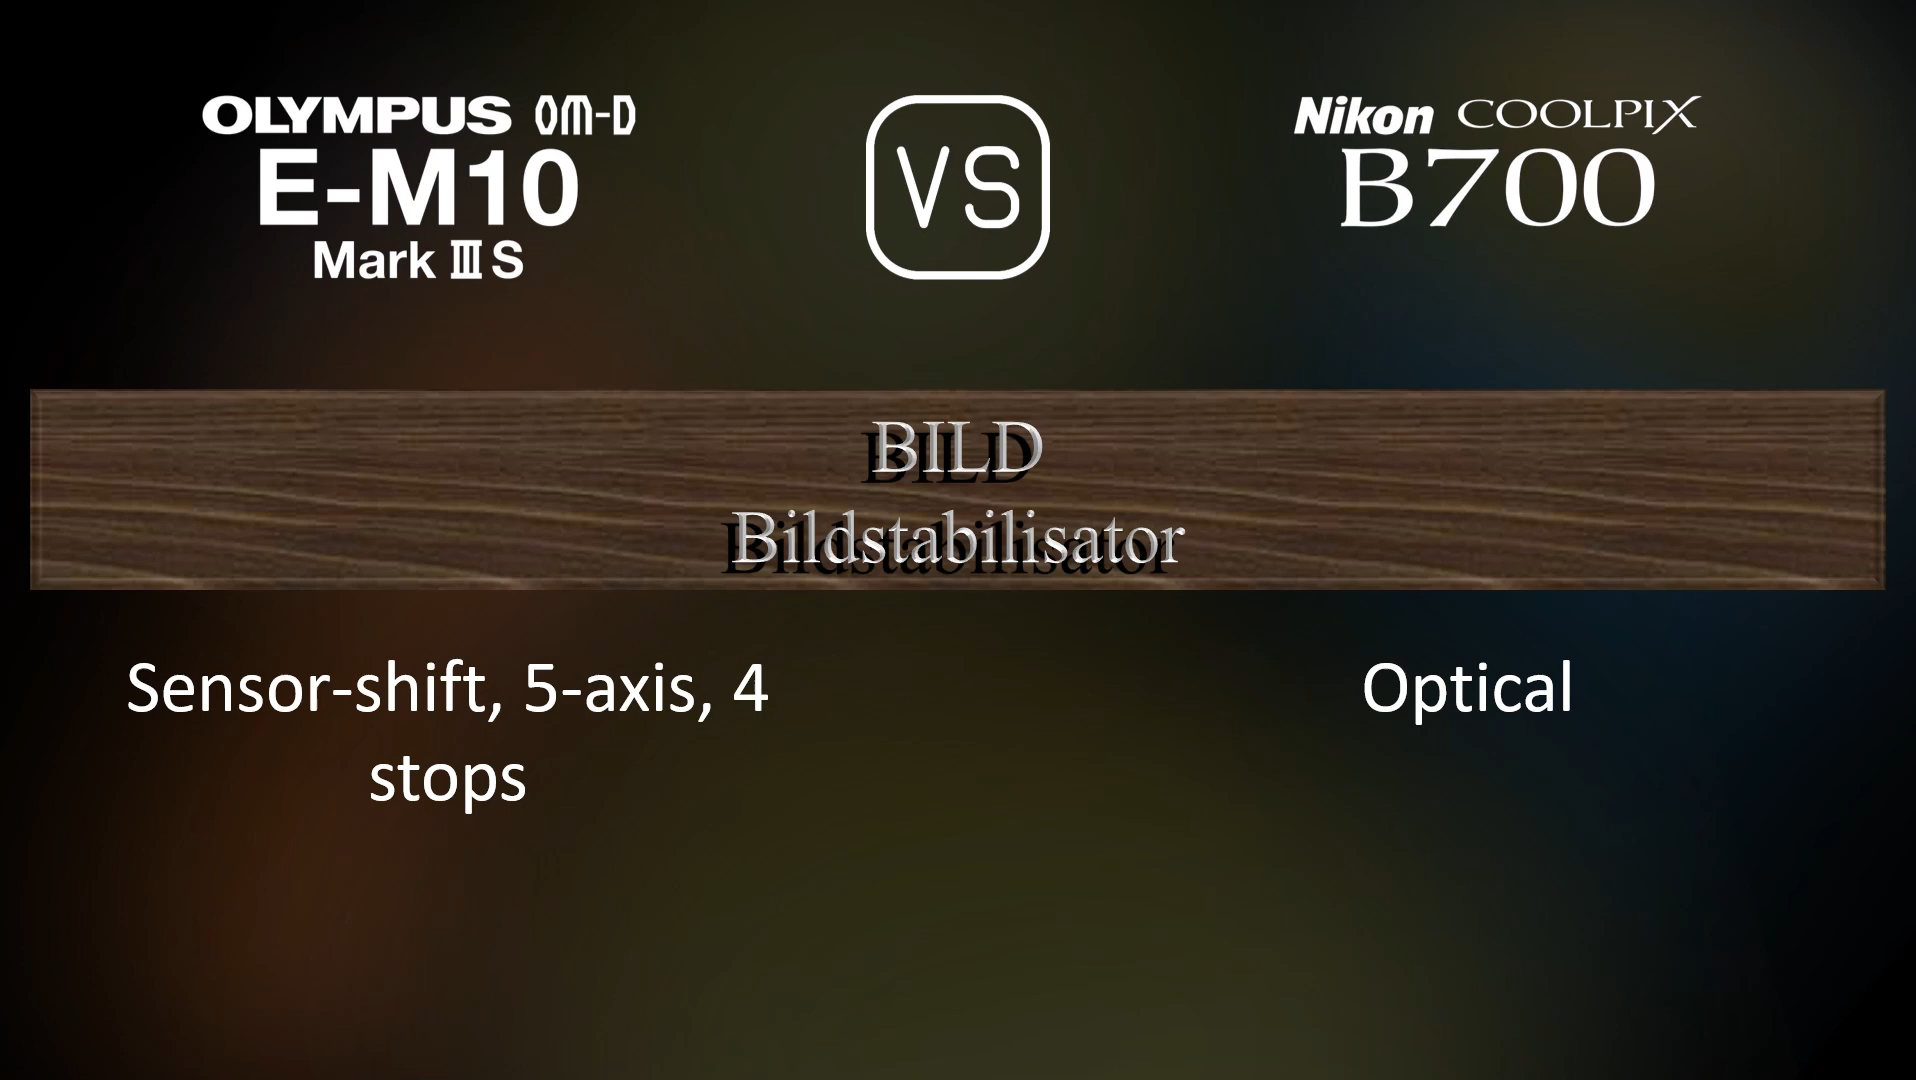 OLYMPUS OM-D
E-M10
Mark III S
VS
Nikon COOLPIX
B700
BILD
Bildstabilisator
Sensor-shift, 5-axis, 4
stops
Optical